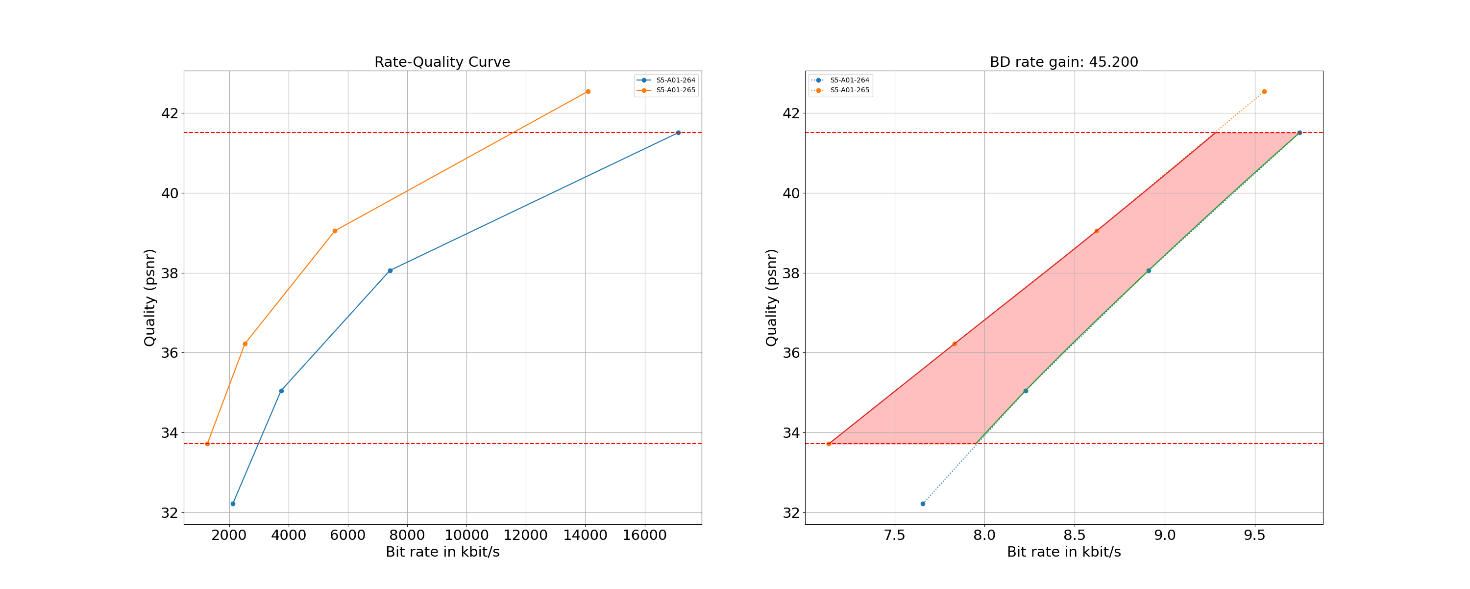 Rate-Quality Curve
S5-A01-264
S5-A01-265
42
40
38
36
34
32
Quality (psnr)
2000 4000 6000 8000 10000 12000 14000 16000
Bit rate in kbit/s
BD rate gain: 45.200
S5-A01-264
S5-A01-265
42
40
38
36
34
32
Quality (psnr)
7.5 8.0 8.5 9.0 9.5
Bit rate in kbit/s